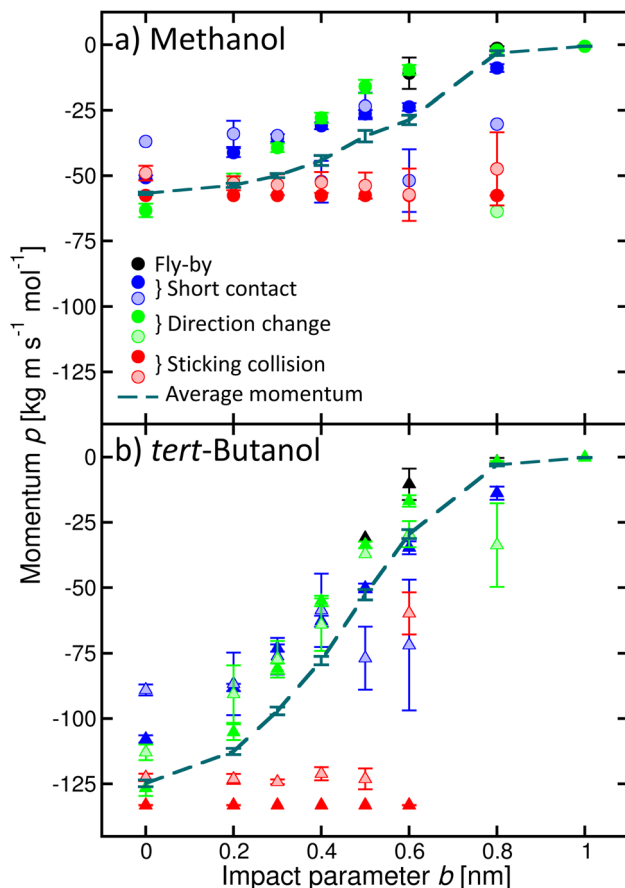 a) Methanol
0
-25
-50
-75
-100
-125
Fly-by
} Short contact
} Direction change
} Sticking collision
Average momentum
b) tert-Butanol
0
-25
-50
-75
-100
-125
0 0.2 0.4 0.6 0.8 1
Impact parameter b [nm]
Momentum p [kg m s⁻¹ mol⁻¹]